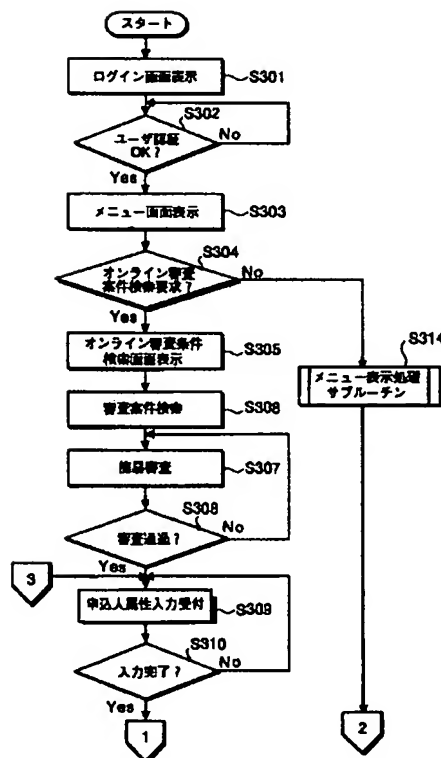 スタート
ログイン画面表示
S301
S302
ユーザ認証
OK?
No
Yes
メニュー画面表示
S303
S304
オンライン審査
案件検索要求?
No
Yes
オンライン審査条件
検索画面表示
S305
S314
メニュー表示処理
サブルーチン
審査案件検索
S306
簡易審査
S307
S308
審査通過?
No
Yes
3
申込人属性入力受付
S309
S310
入力完了?
No
Yes
1
2